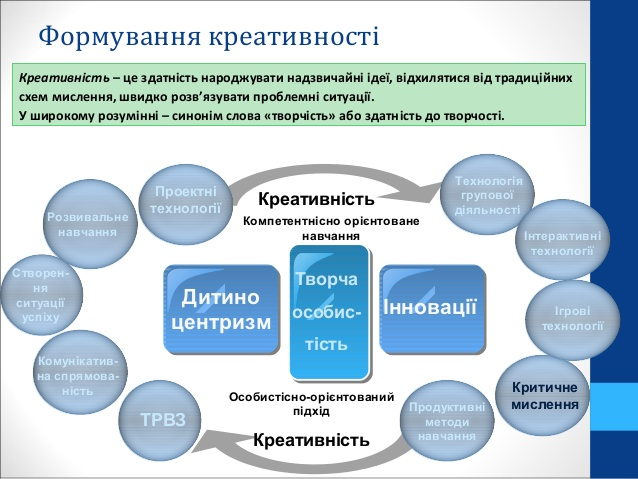 Формування креативності
Креативність – це здатність народжувати надзвичайні ідеї, відхилятися від традиційних
схем мислення, швидко розв’язувати проблемні ситуації.
У широкому розумінні – синонім слова «творчість» або здатність до творчості.
Проектні
технології
Креативність
Технологія
групової
діяльності
Розвивальне
навчання
Компетентнісно орієнтоване
навчання
Інтерактивні
технології
Створен-
ня
ситуації
успіху
Дитино
центризм
Творча
особис-
тість
Інновації
Ігрові
технології
Комунікатив-
на спрямова-
ність
Особистісно-орієнтований
підхід
Критичне
мислення
ТРВЗ
Креативність
Продуктивні
методи
навчання